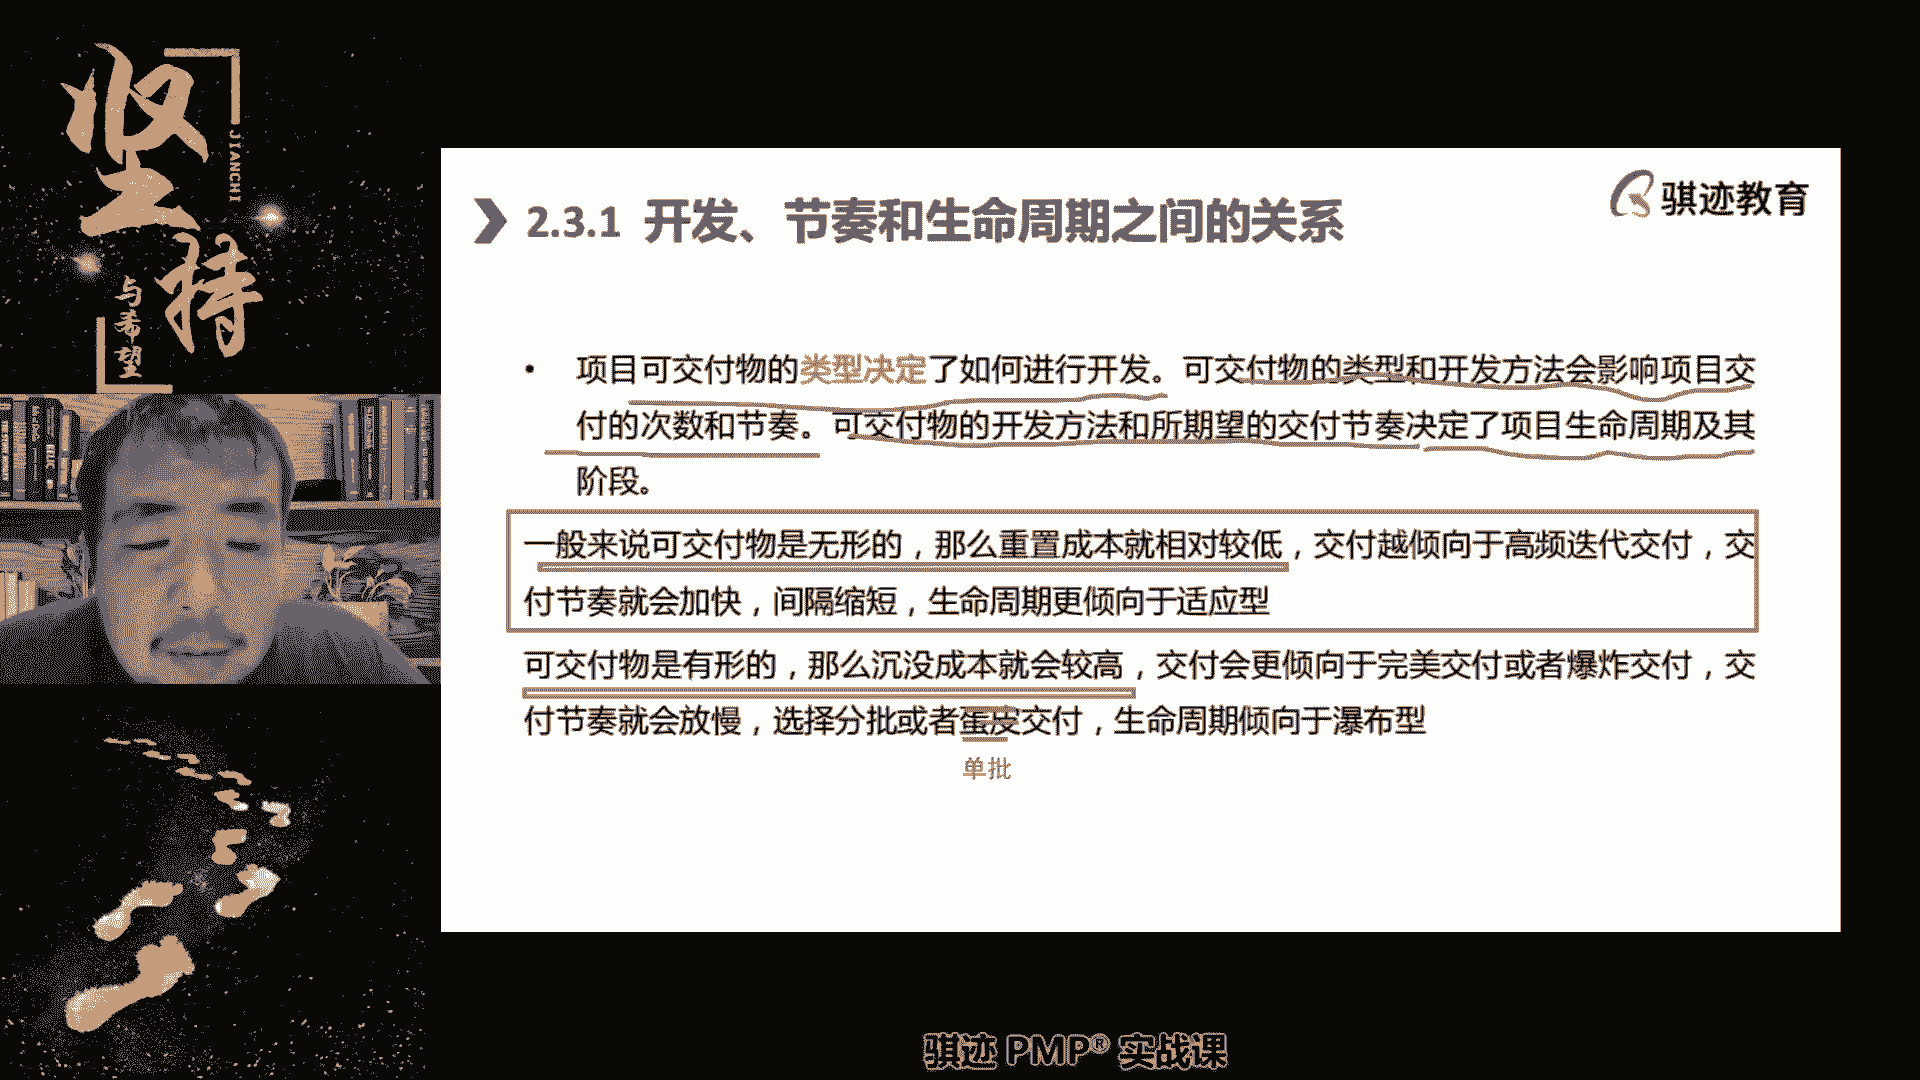 坚持
JIANCHI
与希望
骐迹教育
2.3.1 开发、节奏和生命周期之间的关系
• 项目可交付物的类型决定了如何进行开发。可交付物的类型和开发方法会影响项目交
付的次数和节奏。可交付物的开发方法和所期望的交付节奏决定了项目生命周期及其
阶段。
一般来说可交付物是无形的，那么重置成本就相对较低，交付越倾向于高频迭代交付，交
付节奏就会加快，间隔缩短，生命周期更倾向于适应型
可交付物是有形的，那么沉没成本就会较高，交付会更倾向于完美交付或者爆炸交付，交
付节奏就会放慢，选择分批或者蛋皮交付，生命周期倾向于瀑布型
单批
骐迹 PMP® 实战课